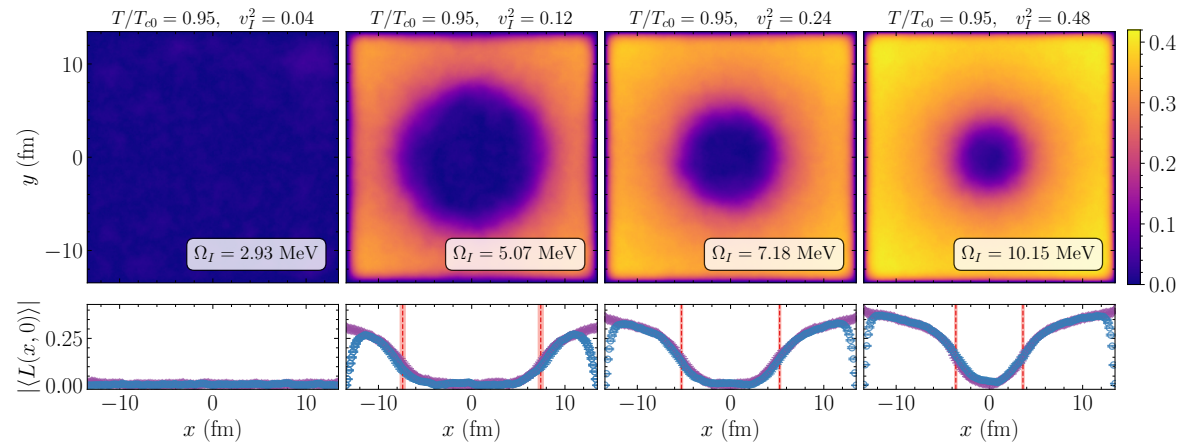 T/T_{c0} = 0.95, v_I^2 = 0.04
T/T_{c0} = 0.95, v_I^2 = 0.12
T/T_{c0} = 0.95, v_I^2 = 0.24
T/T_{c0} = 0.95, v_I^2 = 0.48
y (fm)
10
0
−10
Ω_I = 2.93 MeV
Ω_I = 5.07 MeV
Ω_I = 7.18 MeV
Ω_I = 10.15 MeV
0.4
0.3
0.2
0.1
0.0
|⟨L(x, 0)⟩|
0.25
0.00
−10 0 10
−10 0 10
−10 0 10
−10 0 10
x (fm)
x (fm)
x (fm)
x (fm)